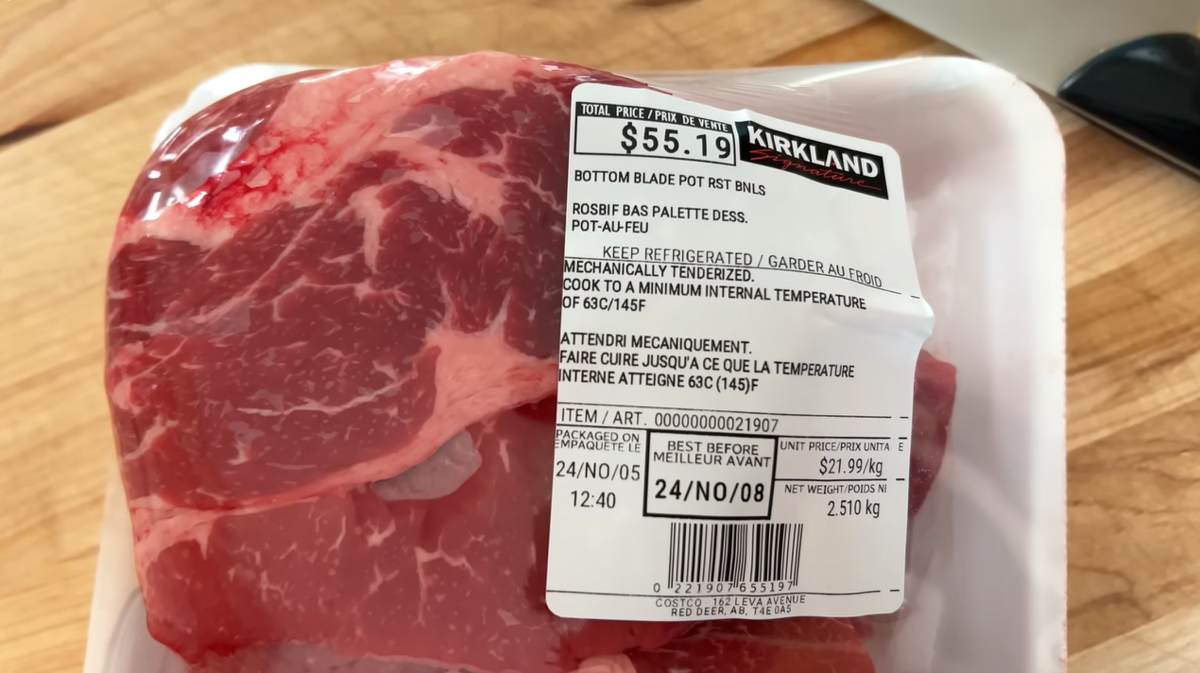 TOTAL PRICE / PRIX DE VENTE
$55.19
KIRKLAND
Signature
BOTTOM BLADE POT RST BNLS
ROSBIF BAS PALETTE DESS.
POT-AU-FEU
KEEP REFRIGERATED / GARDER AU FROID
MECHANICALLY TENDERIZED.
COOK TO A MINIMUM INTERNAL TEMPERATURE
OF 63C/145F
ATTENDRI MECANIQUEMENT.
FAIRE CUIRE JUSQU'A CE QUE LA TEMPERATURE
INTERNE ATTEIGNE 63C (145)F
ITEM / ART. 00000000021907
PACKAGED ON
EMPAQUETE LE
24/NO/05
12:40
BEST BEFORE
MEILLEUR AVANT
24/NO/08
UNIT PRICE/PRIX UNITA E
$21.99/kg
NET WEIGHT/POIDS NE
2.510 kg
0 221907 655197
COSTCO 162 LEVA AVENUE
RED DEER, AB, T4E 0A5